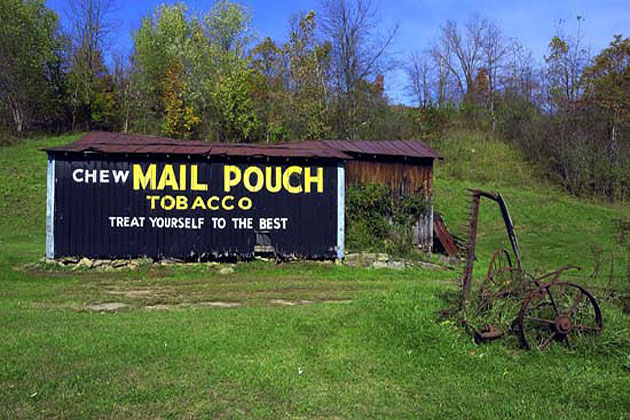 CHEW MAIL POUCH
TOBACCO
TREAT YOURSELF TO THE BEST